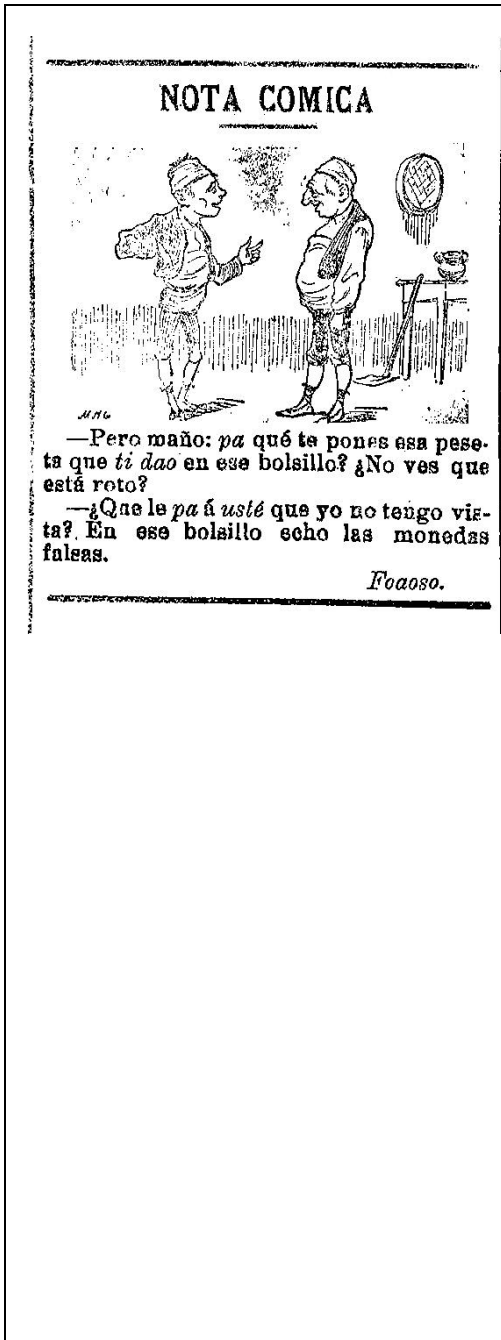 NOTA COMICA
MAG
—Pero maño: pa qué te pones esa pese-
ta que ti dao en ese bolsillo? ¿No ves que
está roto?
—¿Que le pa á usté que yo no tengo vis-
ta?. En ese bolsillo echo las monedas
falsas.
Foaoso.